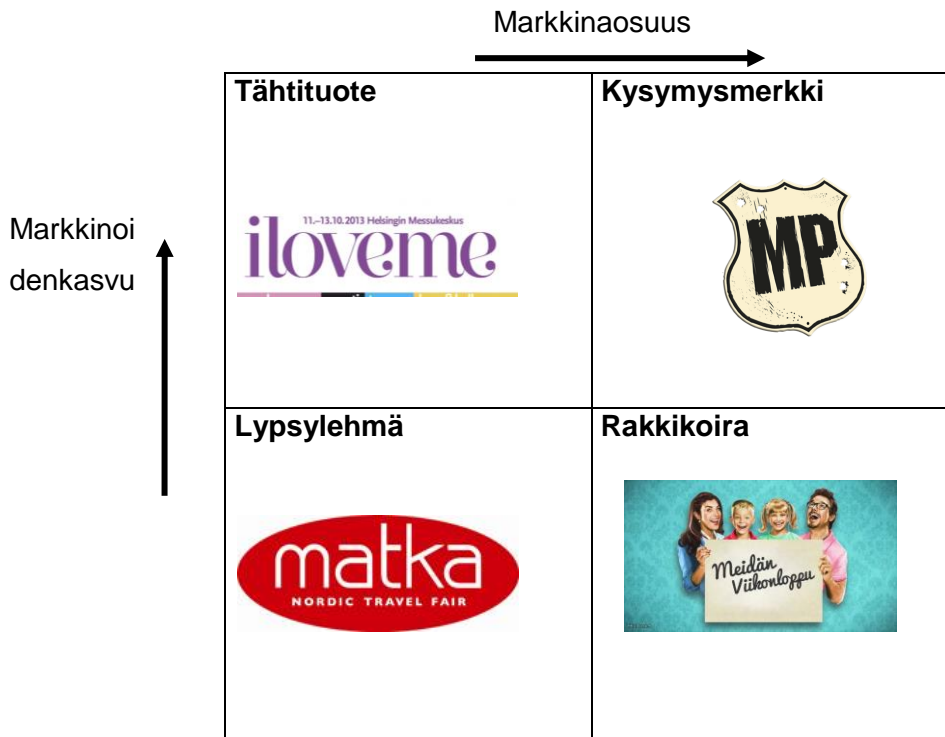 Markkinaosuus
Tähtituote
Kysymysmerkki
11.–13.10.2013 Helsingin Messukeskus
iloveme
MP
Markkinoi
denkasvu
Lypsylehmä
Rakkikoira
matka
NORDIC TRAVEL FAIR
Meidän
Viikonloppu